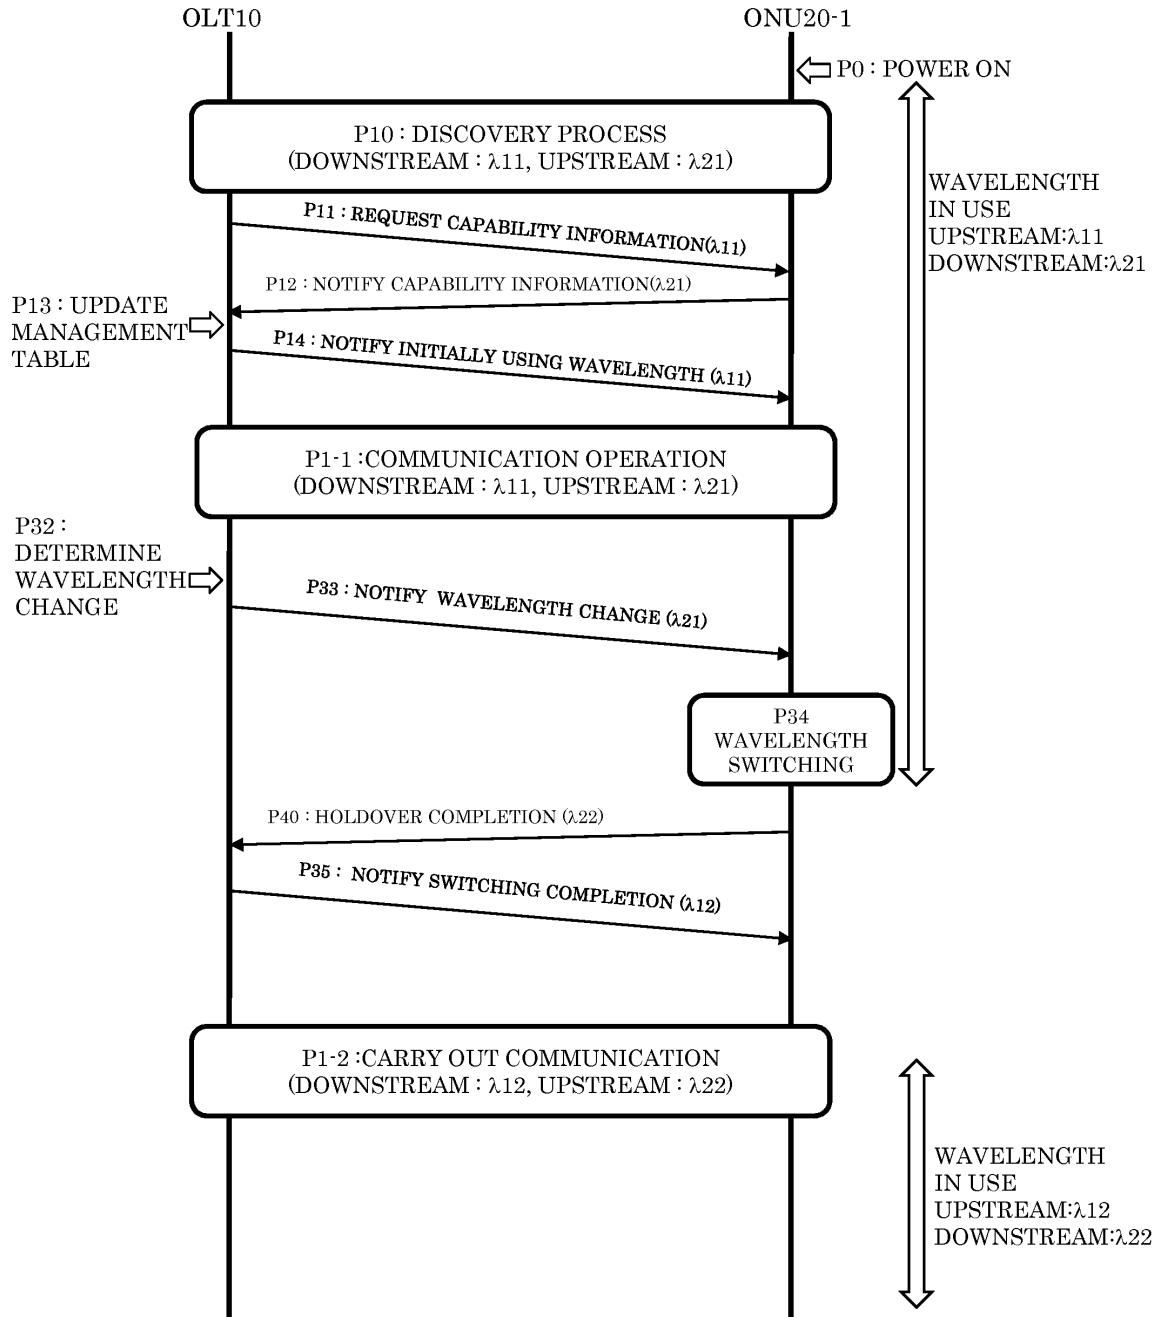 OLT10
ONU20-1
P0 : POWER ON
P10 : DISCOVERY PROCESS
(DOWNSTREAM : λ11, UPSTREAM : λ21)
WAVELENGTH
IN USE
UPSTREAM:λ11
DOWNSTREAM:λ21
P11 : REQUEST CAPABILITY INFORMATION(λ11)
P12 : NOTIFY CAPABILITY INFORMATION(λ21)
P13 : UPDATE
MANAGEMENT
TABLE
P14 : NOTIFY INITIALLY USING WAVELENGTH (λ11)
P1-1 :COMMUNICATION OPERATION
(DOWNSTREAM : λ11, UPSTREAM : λ21)
P32 :
DETERMINE
WAVELENGTH
CHANGE
P33 : NOTIFY WAVELENGTH CHANGE (λ21)
P34
WAVELENGTH
SWITCHING
P40 : HOLDOVER COMPLETION (λ22)
P35 : NOTIFY SWITCHING COMPLETION (λ12)
P1-2 :CARRY OUT COMMUNICATION
(DOWNSTREAM : λ12, UPSTREAM : λ22)
WAVELENGTH
IN USE
UPSTREAM:λ12
DOWNSTREAM:λ22